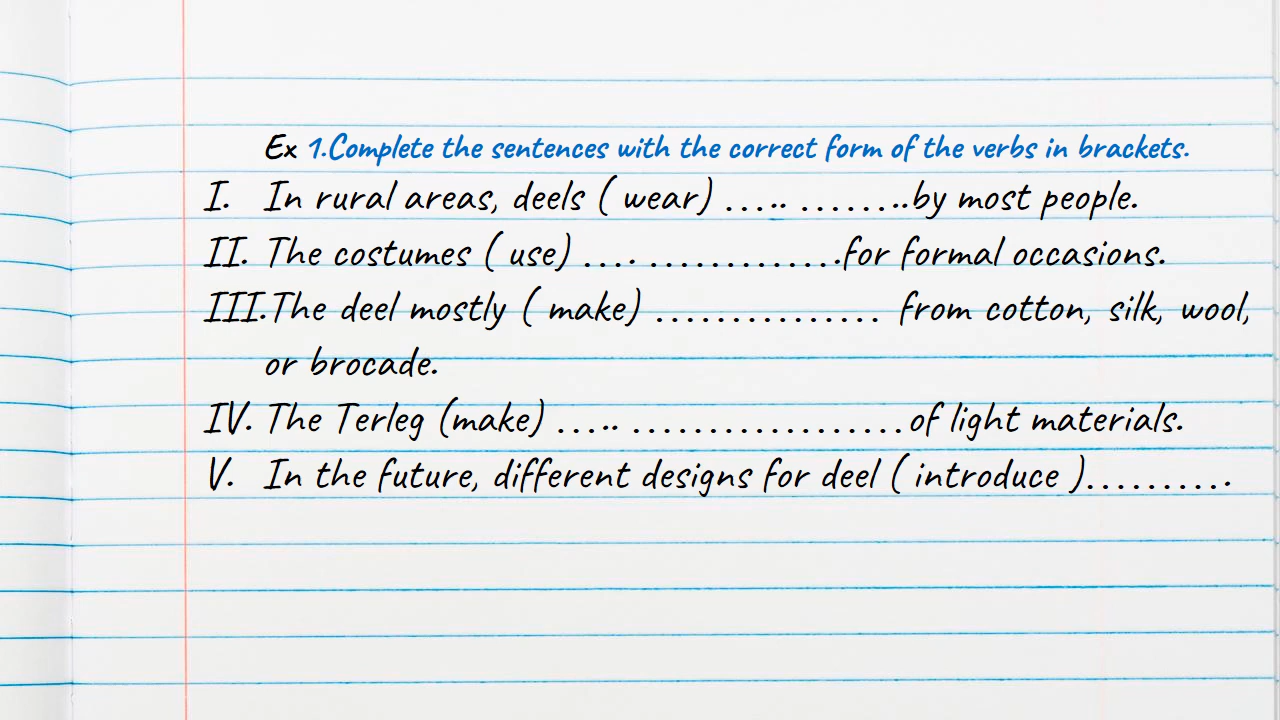 Ex 1.Complete the sentences with the correct form of the verbs in brackets.
I. In rural areas, deels ( wear) ….. ……..by most people.
II. The costumes ( use) …. ………….for formal occasions.
III.The deel mostly ( make) …………… from cotton, silk, wool,
or brocade.
IV. The Terleg (make) ….. ………………of light materials.
V. In the future, different designs for deel ( introduce )……….